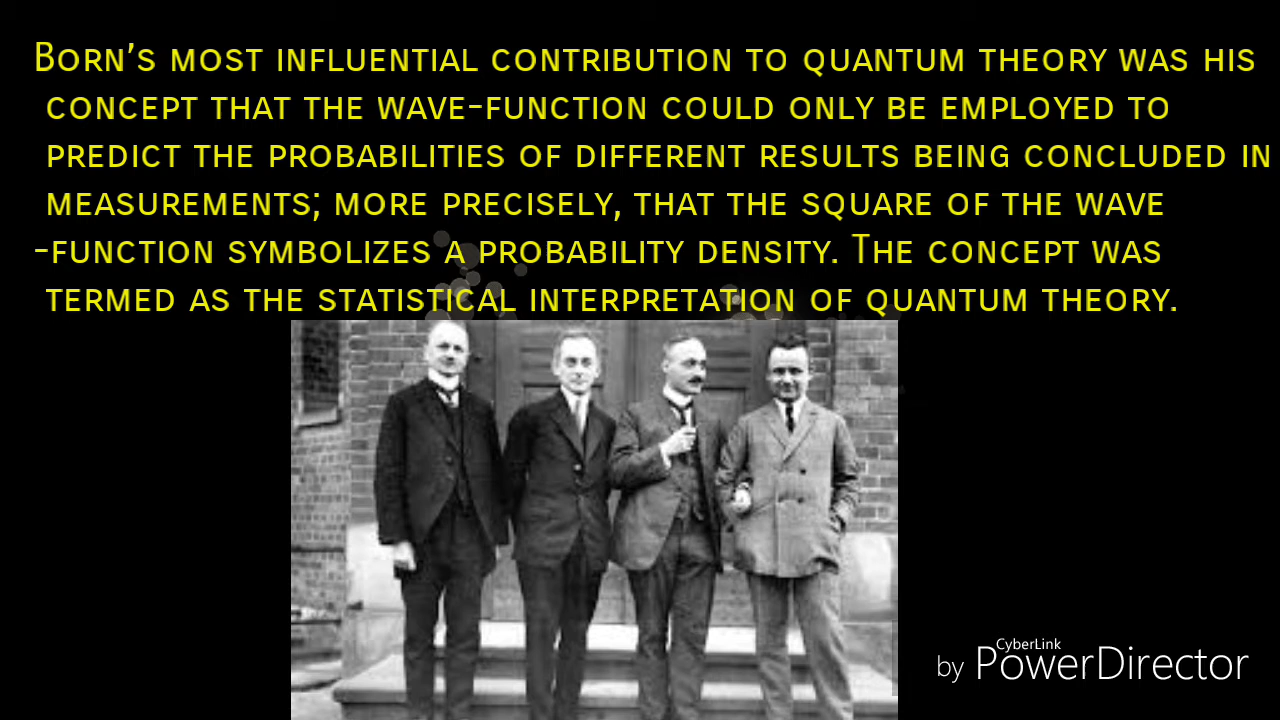 Born's most influential contribution to quantum theory was his
concept that the wave-function could only be employed to
predict the probabilities of different results being concluded in
measurements; more precisely, that the square of the wave
-function symbolizes a probability density. The concept was
termed as the statistical interpretation of quantum theory.
CyberLink
by PowerDirector